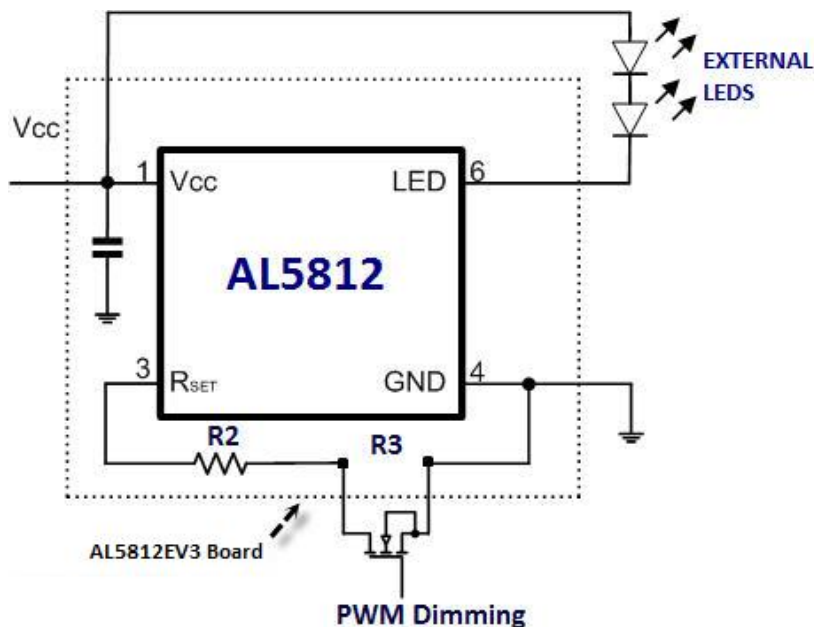 EXTERNAL
LEDS
Vcc
1
Vcc
LED
6
AL5812
3
RSET
GND
4
R2
R3
AL5812EV3 Board
PWM Dimming